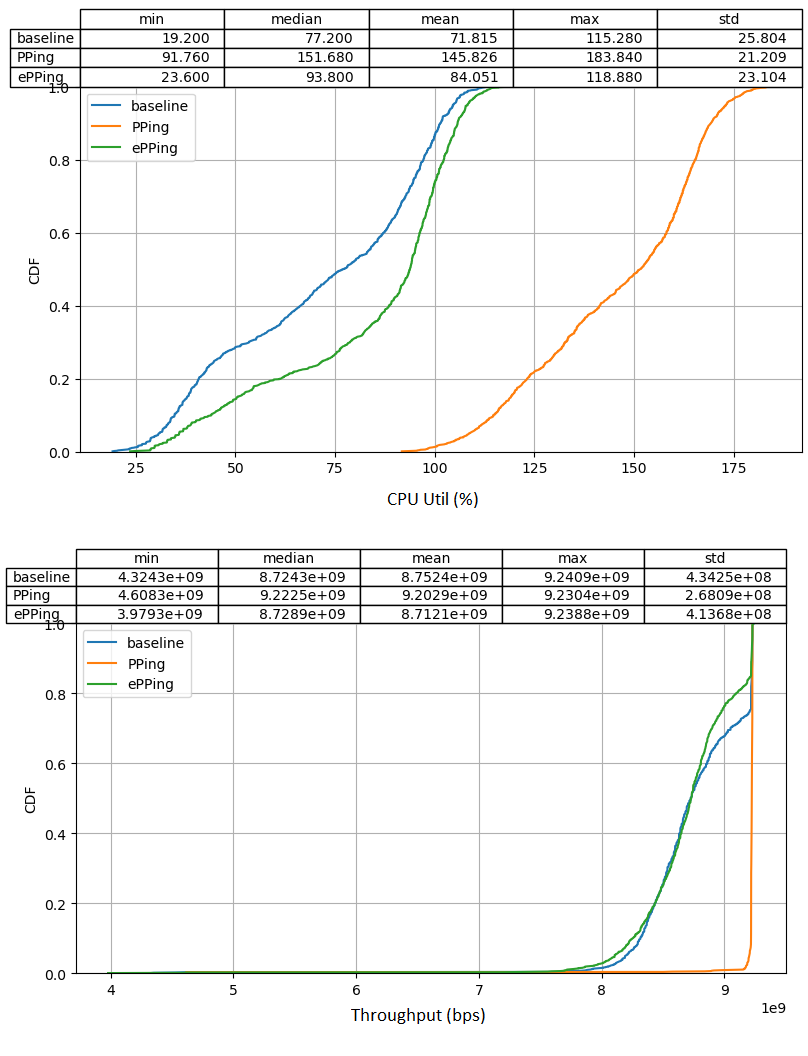 min median mean max std
baseline 19.200 77.200 71.815 115.280 25.804
PPing 91.760 151.680 145.826 183.840 21.209
ePPing 23.600 93.800 84.051 118.880 23.104
1.0
baseline
PPing
ePPing
0.8
0.6
CDF
0.4
0.2
0.0
25 50 75 100 125 150 175
CPU Util (%)
min median mean max std
baseline 4.3243e+09 8.7243e+09 8.7524e+09 9.2409e+09 4.3425e+08
PPing 4.6083e+09 9.2225e+09 9.2029e+09 9.2304e+09 2.6809e+08
ePPing 3.9793e+09 8.7289e+09 8.7121e+09 9.2388e+09 4.1368e+08
1.0
baseline
PPing
ePPing
0.8
0.6
CDF
0.4
0.2
0.0
4 5 6 7 8 9
1e9
Throughput (bps)